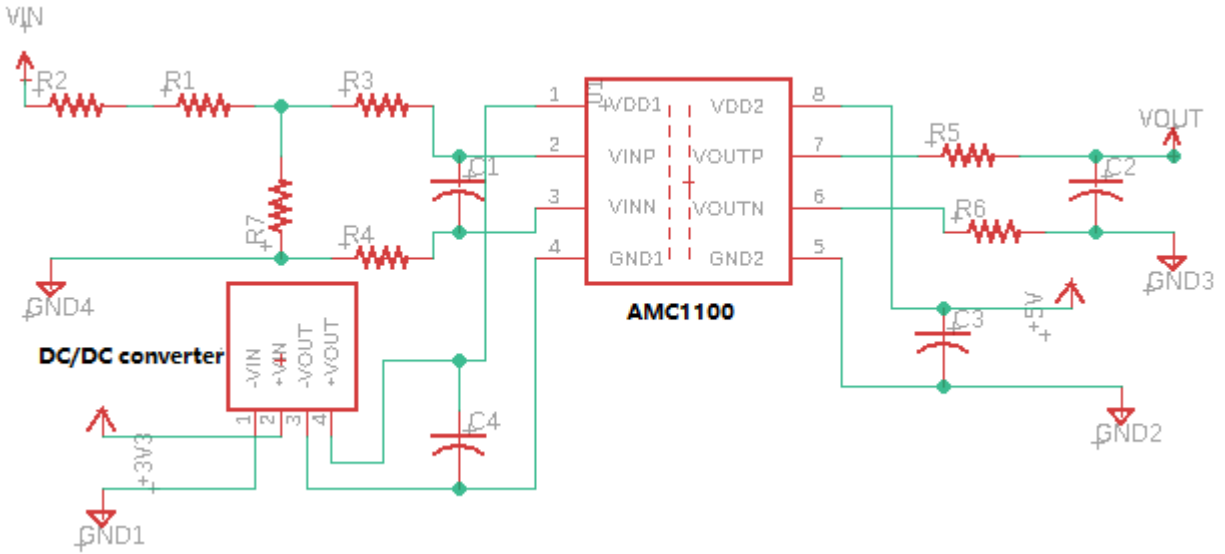 VIN
R2
R1
R3
C1
R7
R4
GND4
1
2
3
4
U1
VDD1
VINP
VINN
GND1
VDD2
VOUTP
VOUTN
GND2
8
7
6
5
AMC1100
R5
R6
C2
VOUT
GND3
+5V
C3
GND2
DC/DC converter
-VIN
+VIN
-VOUT
+VOUT
1
2
3
4
+3V3
GND1
C4